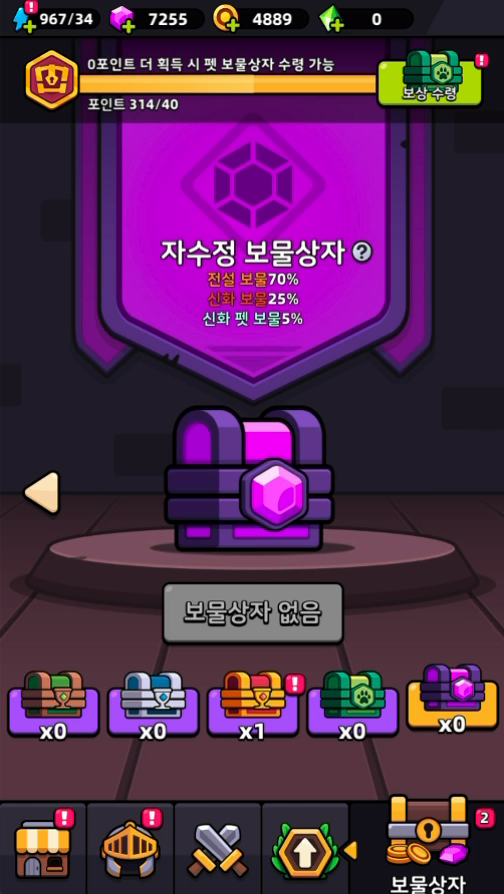 967/34 7255 4889 0
0포인트 더 획득 시 펫 보물상자 수령 가능
포인트 314/40
보상 수령
자수정 보물상자 ?
전설 보물70%
신화 보물25%
신화 펫 보물5%
보물상자 없음
x0 x0 x1 x0 x0
2
보물상자